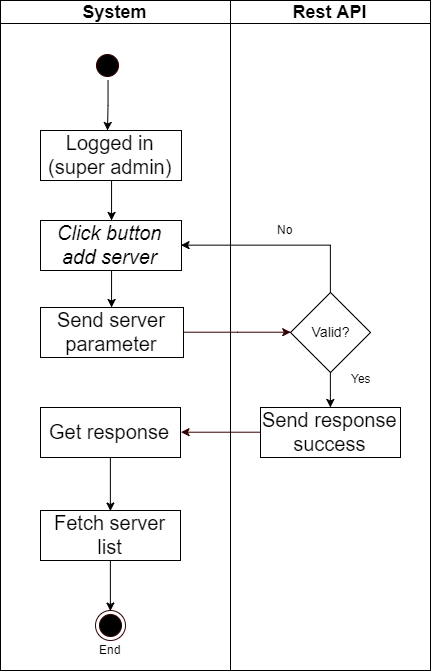 System
Rest API
Logged in
(super admin)
Click button
add server
No
Send server
parameter
Valid?
Yes
Get response
Send response
success
Fetch server
list
End